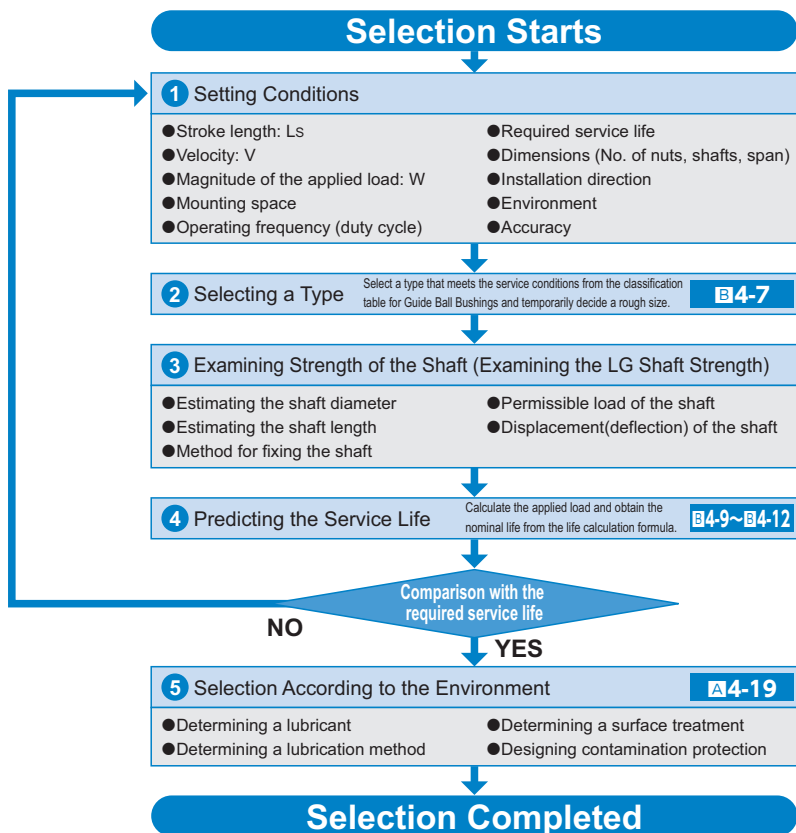 Selection Starts
1 Setting Conditions
●Stroke length: Ls
●Velocity: V
●Magnitude of the applied load: W
●Mounting space
●Operating frequency (duty cycle)
●Required service life
●Dimensions (No. of nuts, shafts, span)
●Installation direction
●Environment
●Accuracy
2 Selecting a Type
Select a type that meets the service conditions from the classification
table for Guide Ball Bushings and temporarily decide a rough size.
B4-7
3 Examining Strength of the Shaft (Examining the LG Shaft Strength)
●Estimating the shaft diameter
●Estimating the shaft length
●Method for fixing the shaft
●Permissible load of the shaft
●Displacement(deflection) of the shaft
4 Predicting the Service Life
Calculate the applied load and obtain the
nominal life from the life calculation formula.
B4-9~B4-12
Comparison with the
required service life
NO
YES
5 Selection According to the Environment
A4-19
●Determining a lubricant
●Determining a lubrication method
●Determining a surface treatment
●Designing contamination protection
Selection Completed